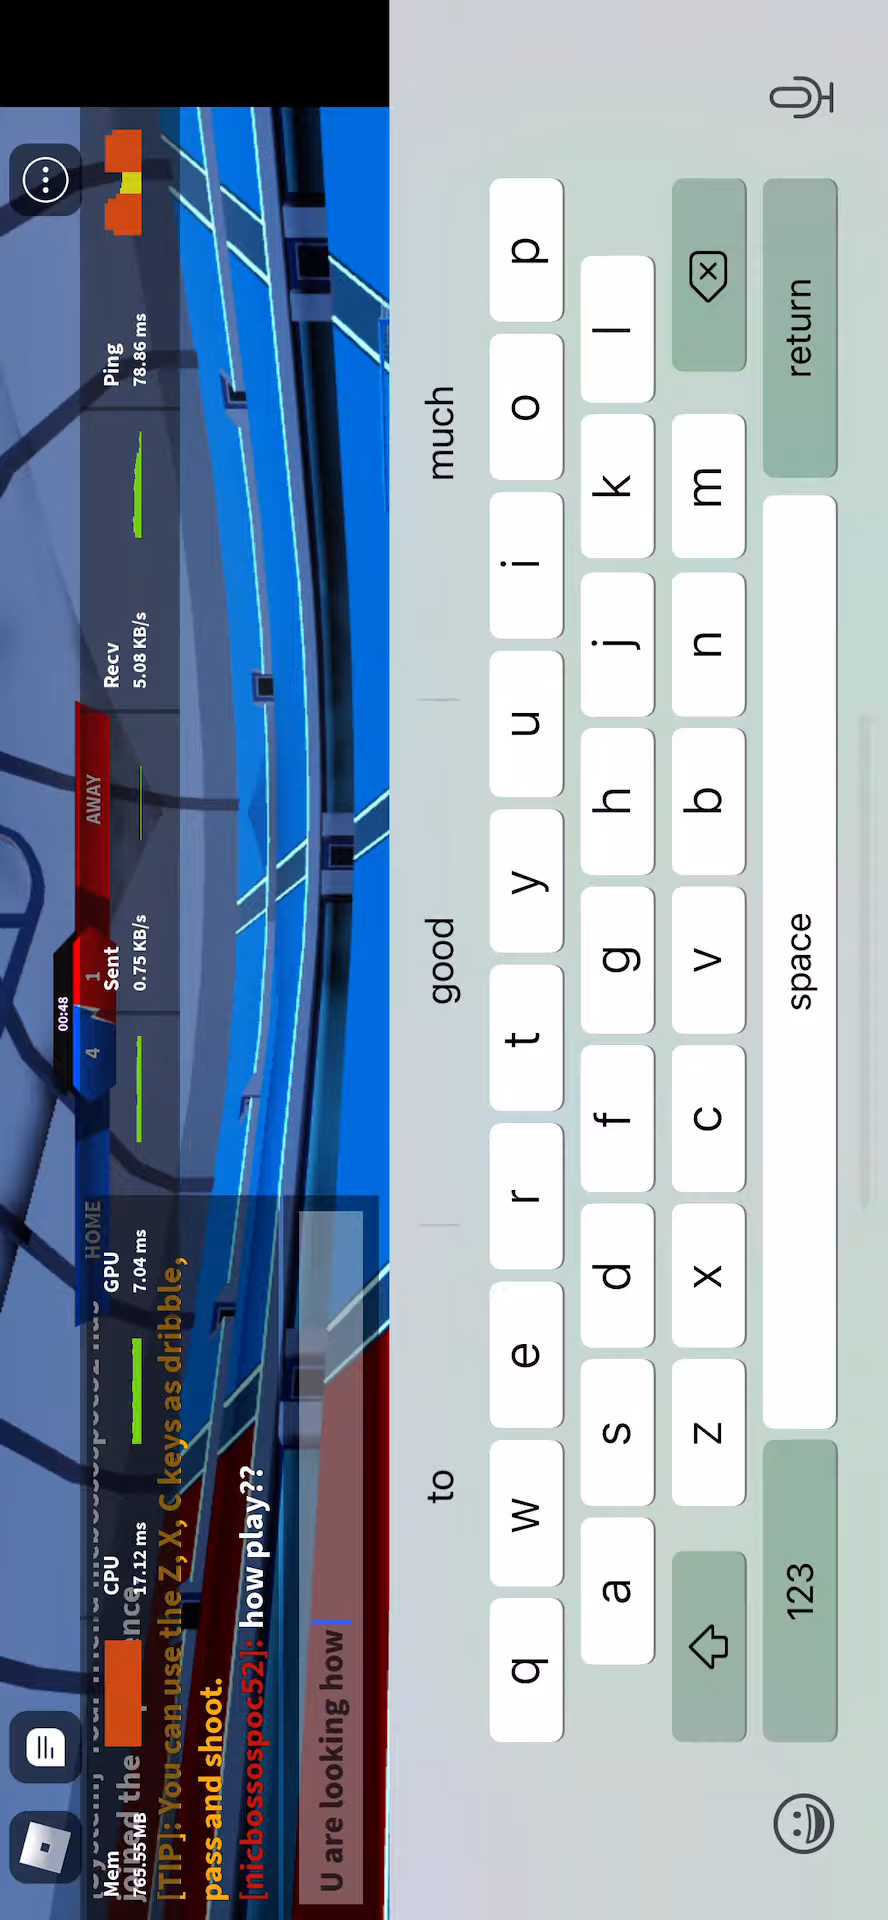 Mem
765.55 MB
CPU
17.12 ms
GPU
7.04 ms
Sent
0.75 KB/s
Recv
5.08 KB/s
Ping
78.86 ms
00:48
HOME
4
1
AWAY
joined the
[TIP]: You can use the Z, X, C keys as dribble,
pass and shoot.
[nicbossospoc52]: how play??
U are looking how
to
good
much
q w e r t y u i o p
a s d f g h j k l
z x c v b n m
123
space
return